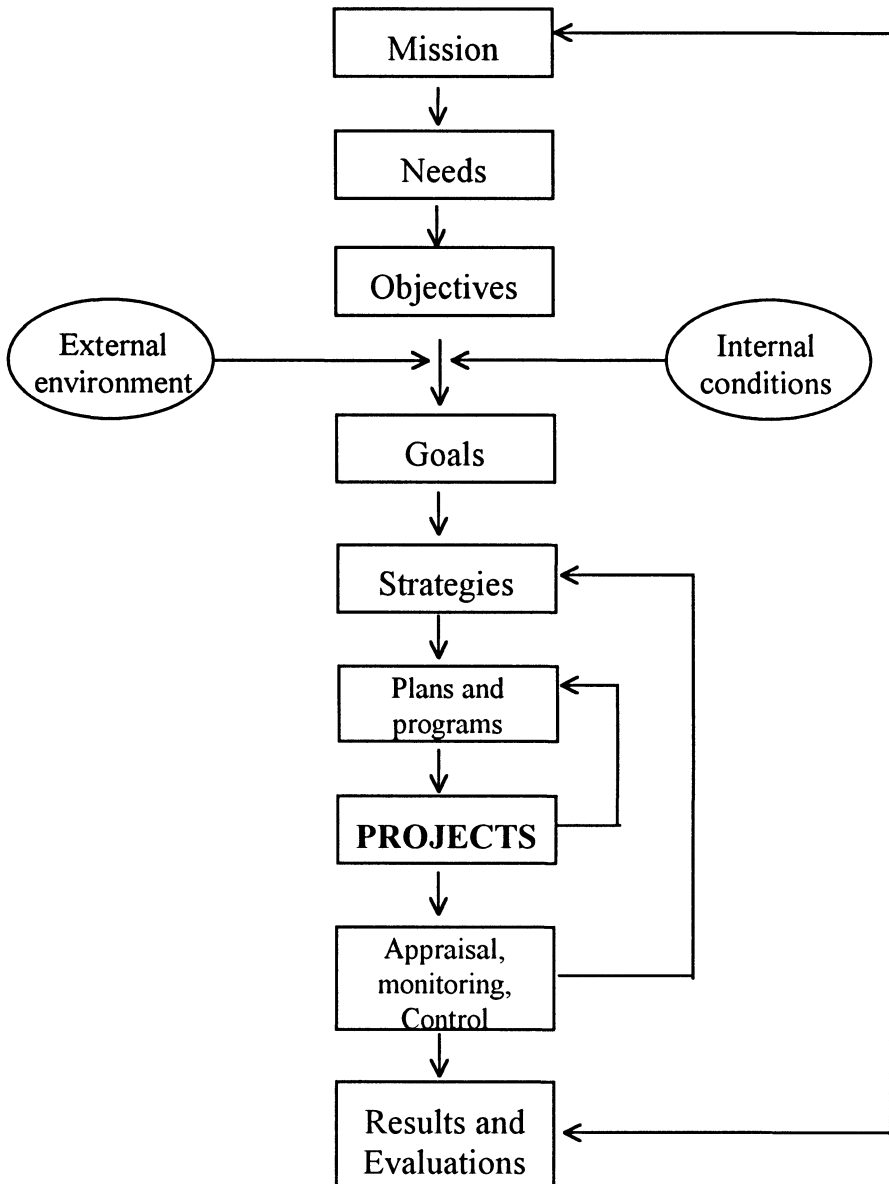 Mission
Needs
Objectives
External
environment
Internal
conditions
Goals
Strategies
Plans and
programs
PROJECTS
Appraisal,
monitoring,
Control
Results and
Evaluations